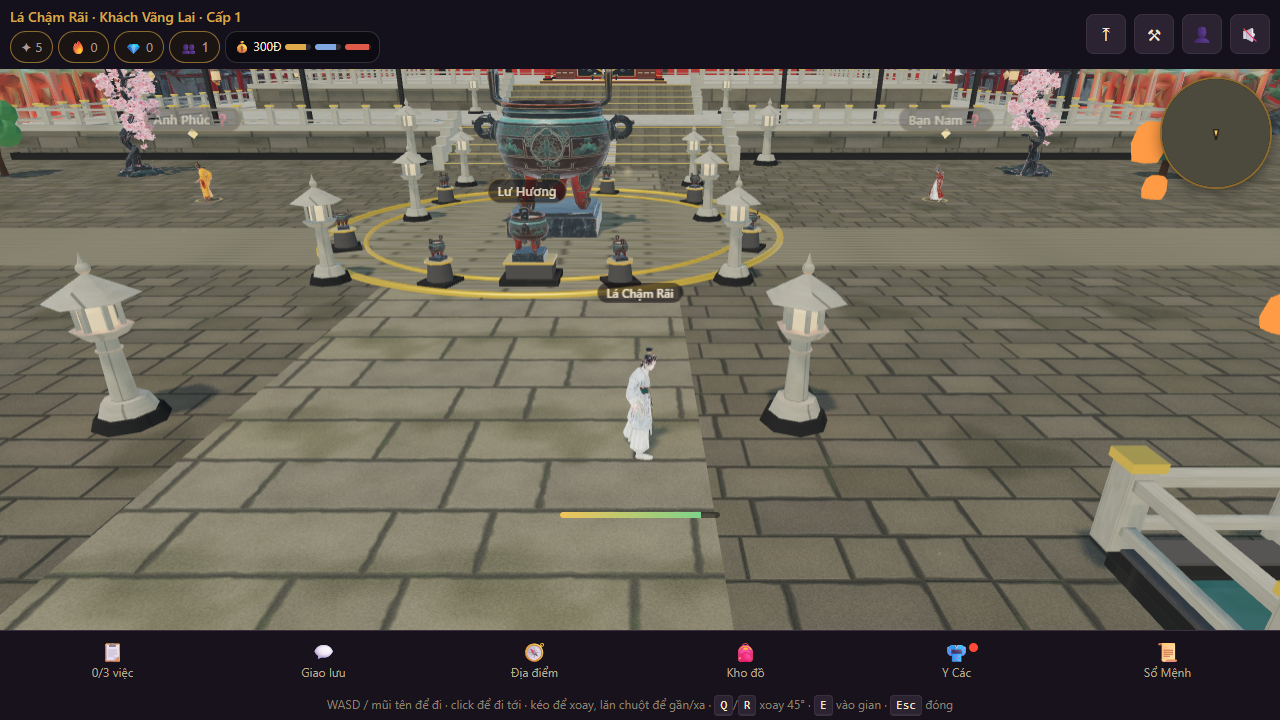 Lá Chậm Rãi · Khách Vãng Lai · Cấp 1
5
0
0
1
300Đ
Anh Phúc
Bạn Nam
Lư Hương
Lá Chậm Rãi
0/3 việc
Giao lưu
Địa điểm
Kho đồ
Y Các
Sổ Mệnh
WASD / mũi tên để đi · click để đi tới · kéo để xoay, lăn chuột để gần/xa · Q / R xoay 45° · E vào gian · Esc đóng